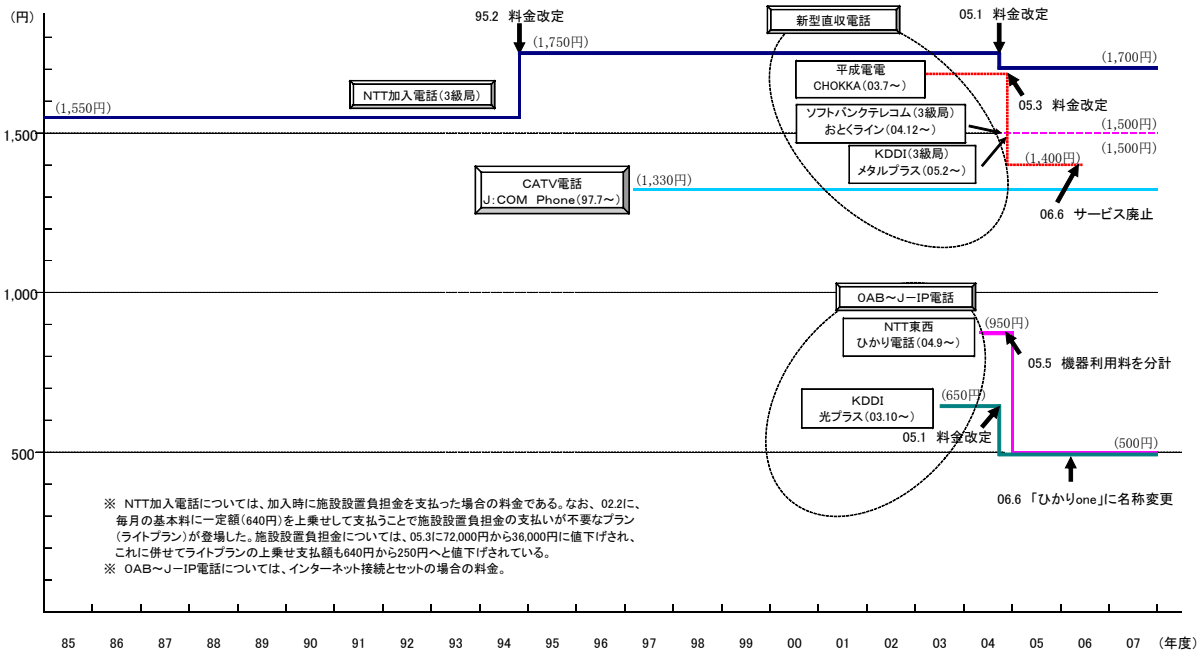 (円)
95.2 料金改定
新型直収電話
05.1 料金改定
(1,750円)
(1,700円)
平成電電
CHOKKA(03.7~)
NTT加入電話(3級局)
(1,550円)
05.3 料金改定
ソフトバンクテレコム(3級局)
おとくライン(04.12~)
(1,500円)
1,500
(1,500円)
KDDI(3級局)
メタルプラス(05.2~)
(1,400円)
CATV電話
J:COM Phone(97.7~)
(1,330円)
06.6 サービス廃止
1,000
0AB~J-IP電話
NTT東西
ひかり電話(04.9~)
(950円)
05.5 機器利用料を分計
KDDI
光プラス(03.10~)
(650円)
05.1 料金改定
(500円)
500
06.6 「ひかりone」に名称変更
※ NTT加入電話については、加入時に施設設置負担金を支払った場合の料金である。なお、02.2に、
毎月の基本料に一定額(640円)を上乗せして支払うことで施設設置負担金の支払いが不要なプラン
(ライトプラン)が登場した。施設設置負担金については、05.3に72,000円から36,000円に値下げされ、
これに併せてライトプランの上乗せ支払額も640円から250円へと値下げされている。
※ 0AB~J-IP電話については、インターネット接続とセットの場合の料金。
85 86 87 88 89 90 91 92 93 94 95 96 97 98 99 00 01 02 03 04 05 06 07 (年度)